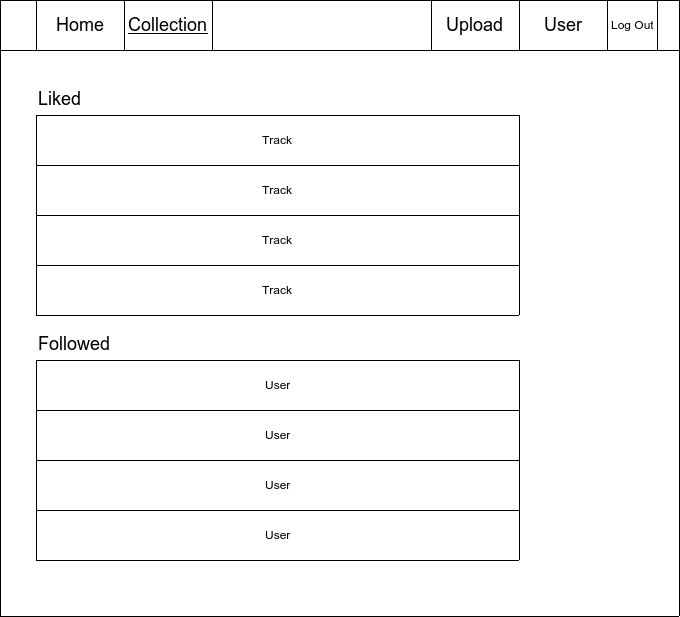 Home Collection Upload User Log Out
Liked
Track
Track
Track
Track
Followed
User
User
User
User